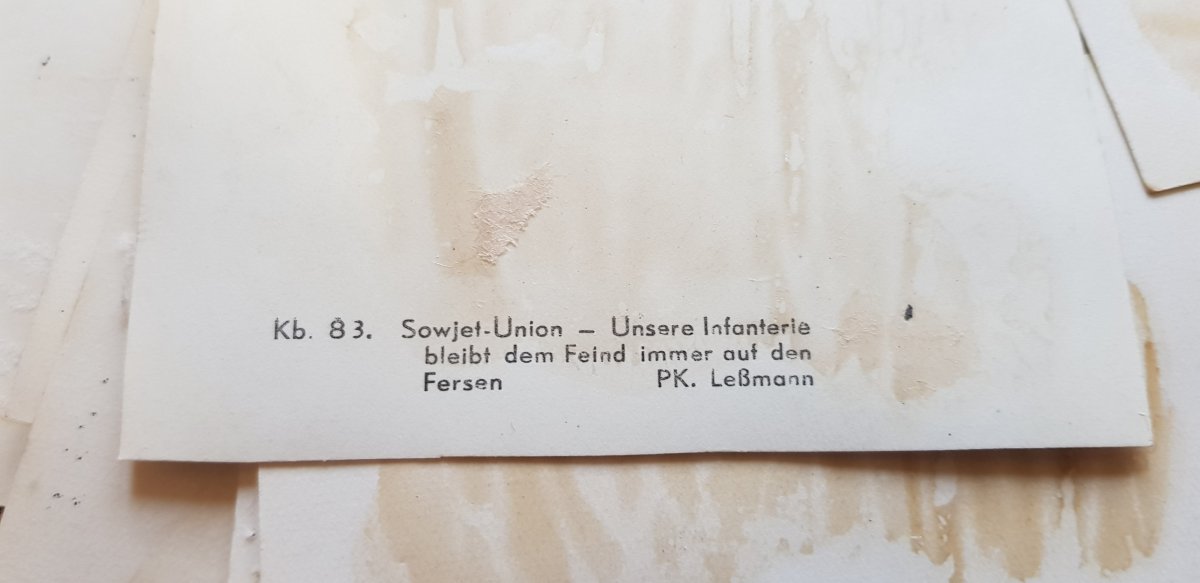 Kb. 83. Sowjet-Union – Unsere Infanterie
bleibt dem Feind immer auf den
Fersen PK. Leßmann